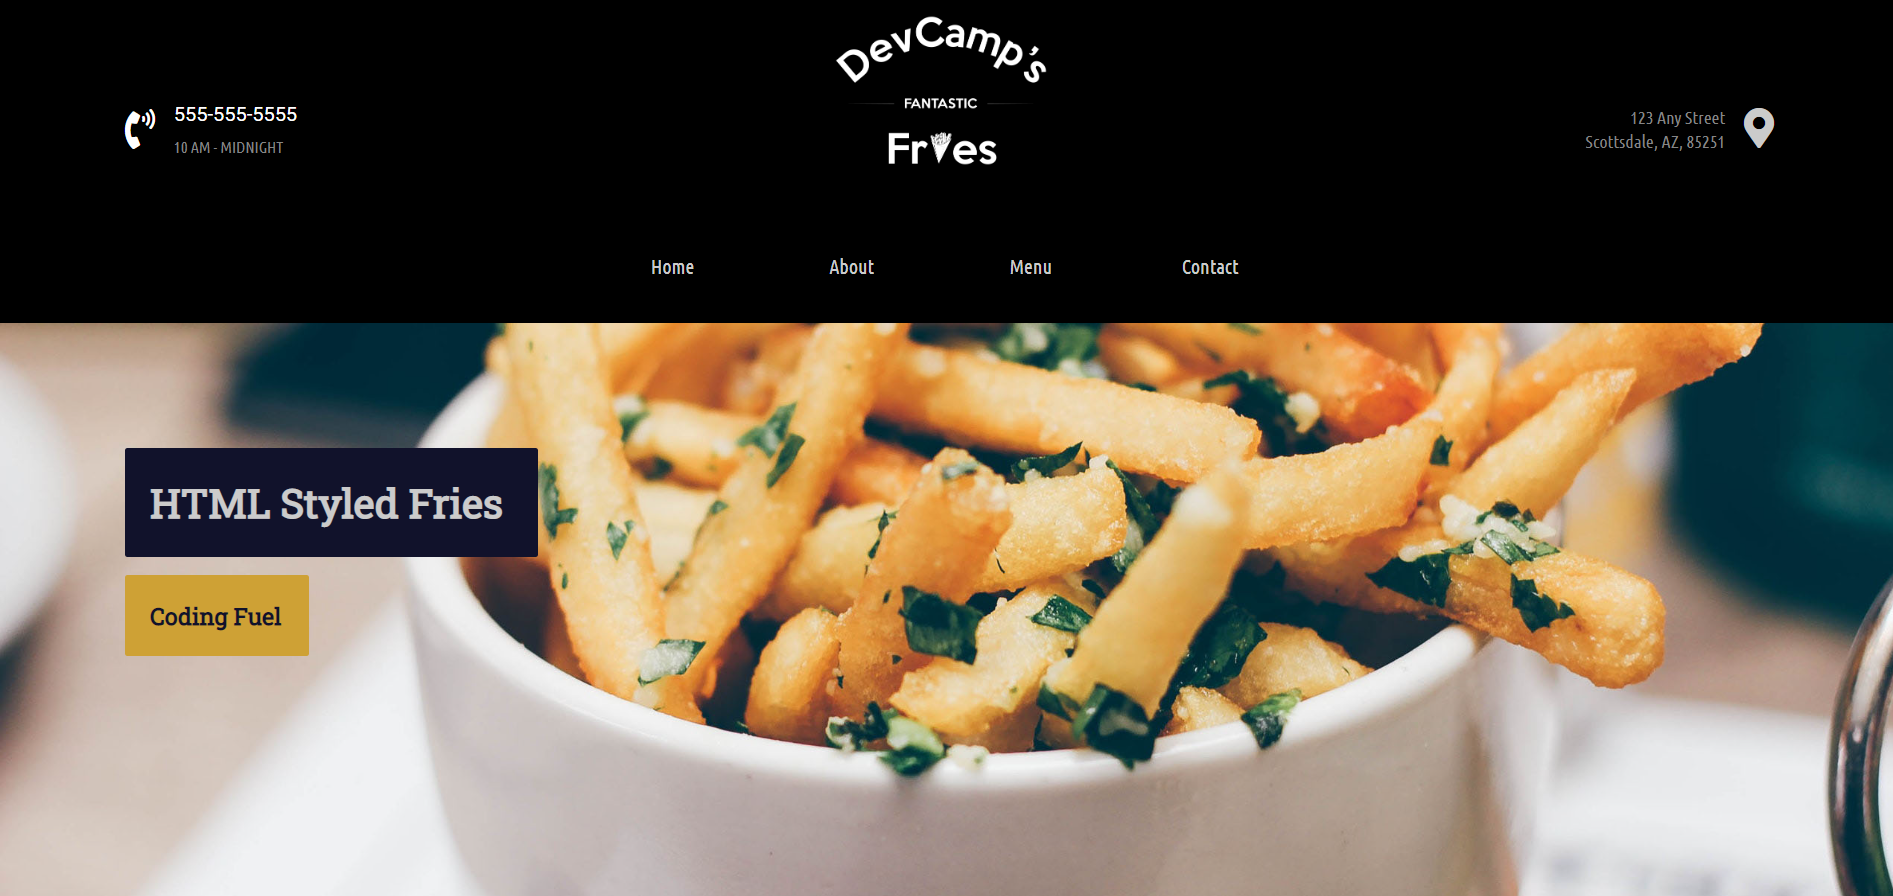 DevCamp's
FANTASTIC
Fries
555-555-5555
10 AM - MIDNIGHT
123 Any Street
Scottsdale, AZ, 85251
Home
About
Menu
Contact
HTML Styled Fries
Coding Fuel